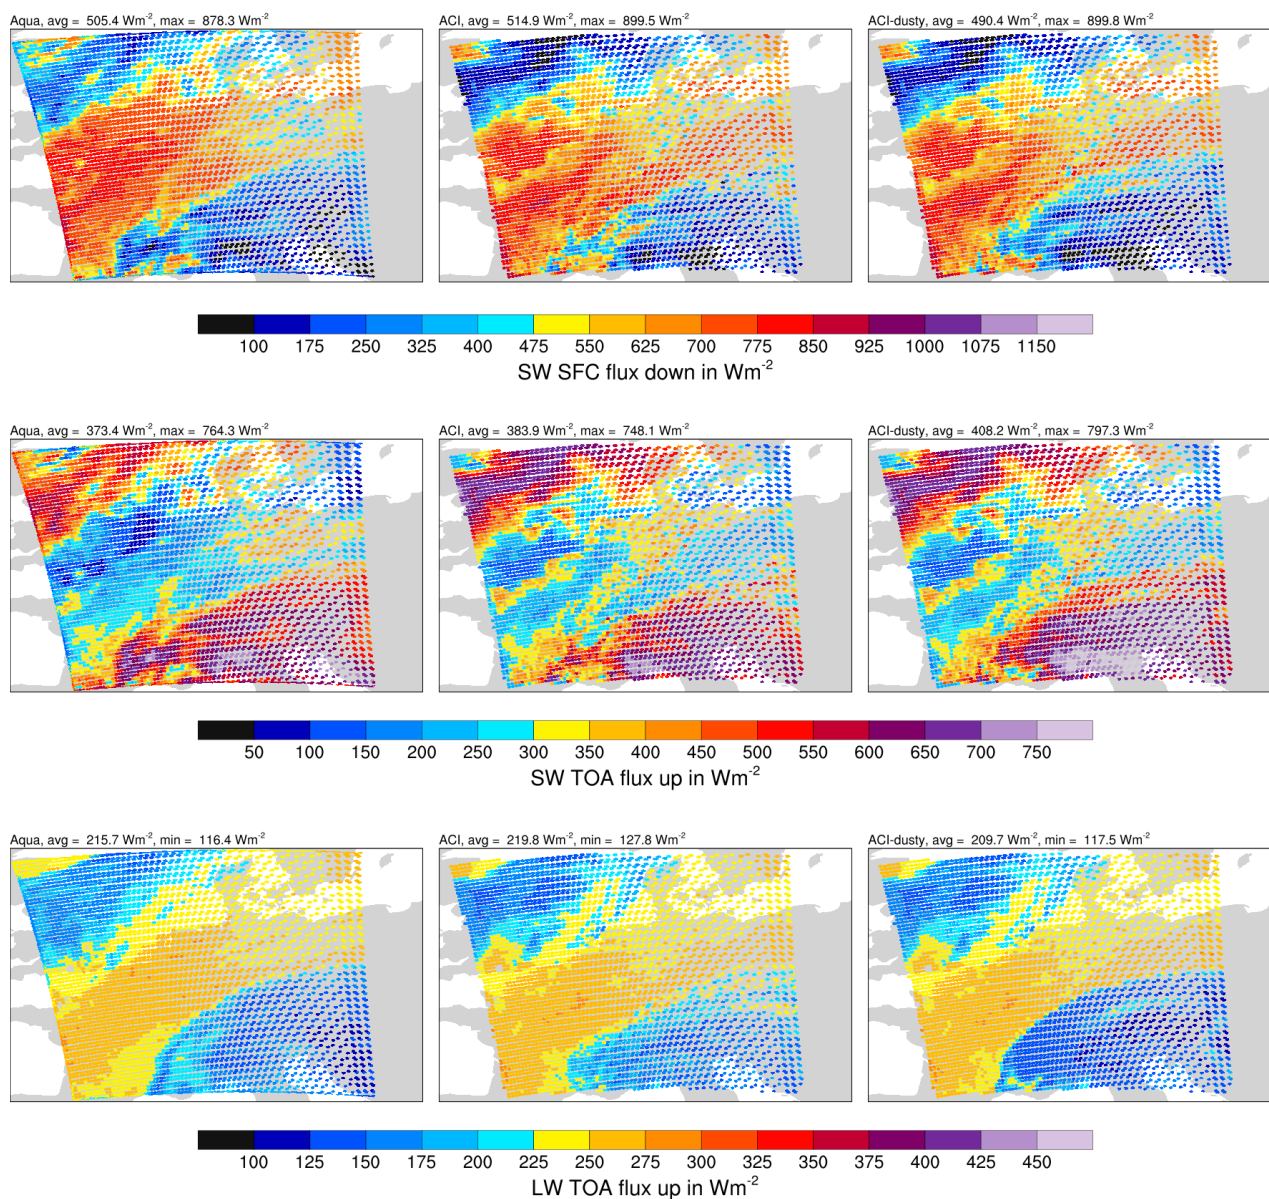 Aqua, avg = 505.4 Wm-2, max = 878.3 Wm-2
ACI, avg = 514.9 Wm-2, max = 899.5 Wm-2
ACI-dusty, avg = 490.4 Wm-2, max = 899.8 Wm-2
100 175 250 325 400 475 550 625 700 775 850 925 1000 1075 1150
SW SFC flux down in Wm-2
Aqua, avg = 373.4 Wm-2, max = 764.3 Wm-2
ACI, avg = 383.9 Wm-2, max = 748.1 Wm-2
ACI-dusty, avg = 408.2 Wm-2, max = 797.3 Wm-2
50 100 150 200 250 300 350 400 450 500 550 600 650 700 750
SW TOA flux up in Wm-2
Aqua, avg = 215.7 Wm-2, min = 116.4 Wm-2
ACI, avg = 219.8 Wm-2, min = 127.8 Wm-2
ACI-dusty, avg = 209.7 Wm-2, min = 117.5 Wm-2
100 125 150 175 200 225 250 275 300 325 350 375 400 425 450
LW TOA flux up in Wm-2